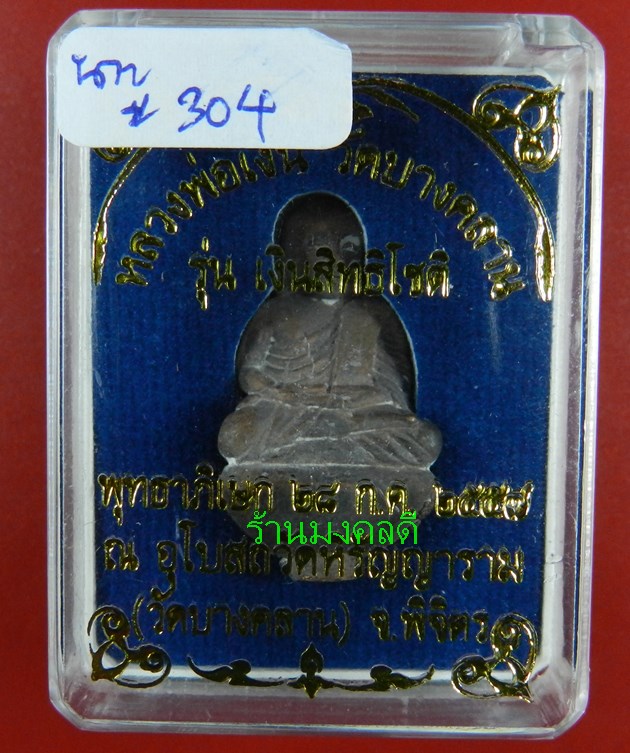 นวก
# 304
หลวงพ่อเงิน วัดบางคลาน
รุ่น เงินสิทธิโชติ
พุทธาภิเษก ๒๘ ก.ค. ๒๕๕๗
ร้านมงคลดี
ณ อุโบสถวัดหิรัญญาราม
(วัดบางคลาน) จ.พิจิตร